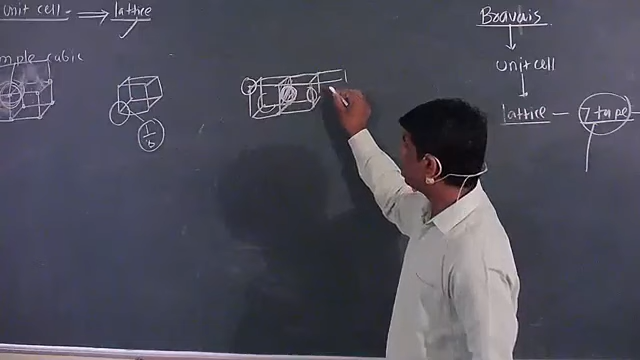 unit cell ⇒ lattice
mple cubic
1/8
Bravais
↓
unit cell
↓
lattice — 7 type